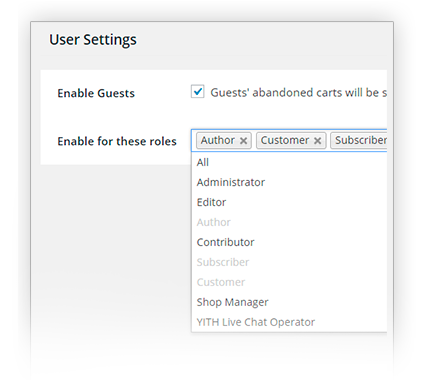 User Settings
Enable Guests Guests' abandoned carts will be s
Enable for these roles Author × Customer × Subscriber
All
Administrator
Editor
Author
Contributor
Subscriber
Customer
Shop Manager
YITH Live Chat Operator